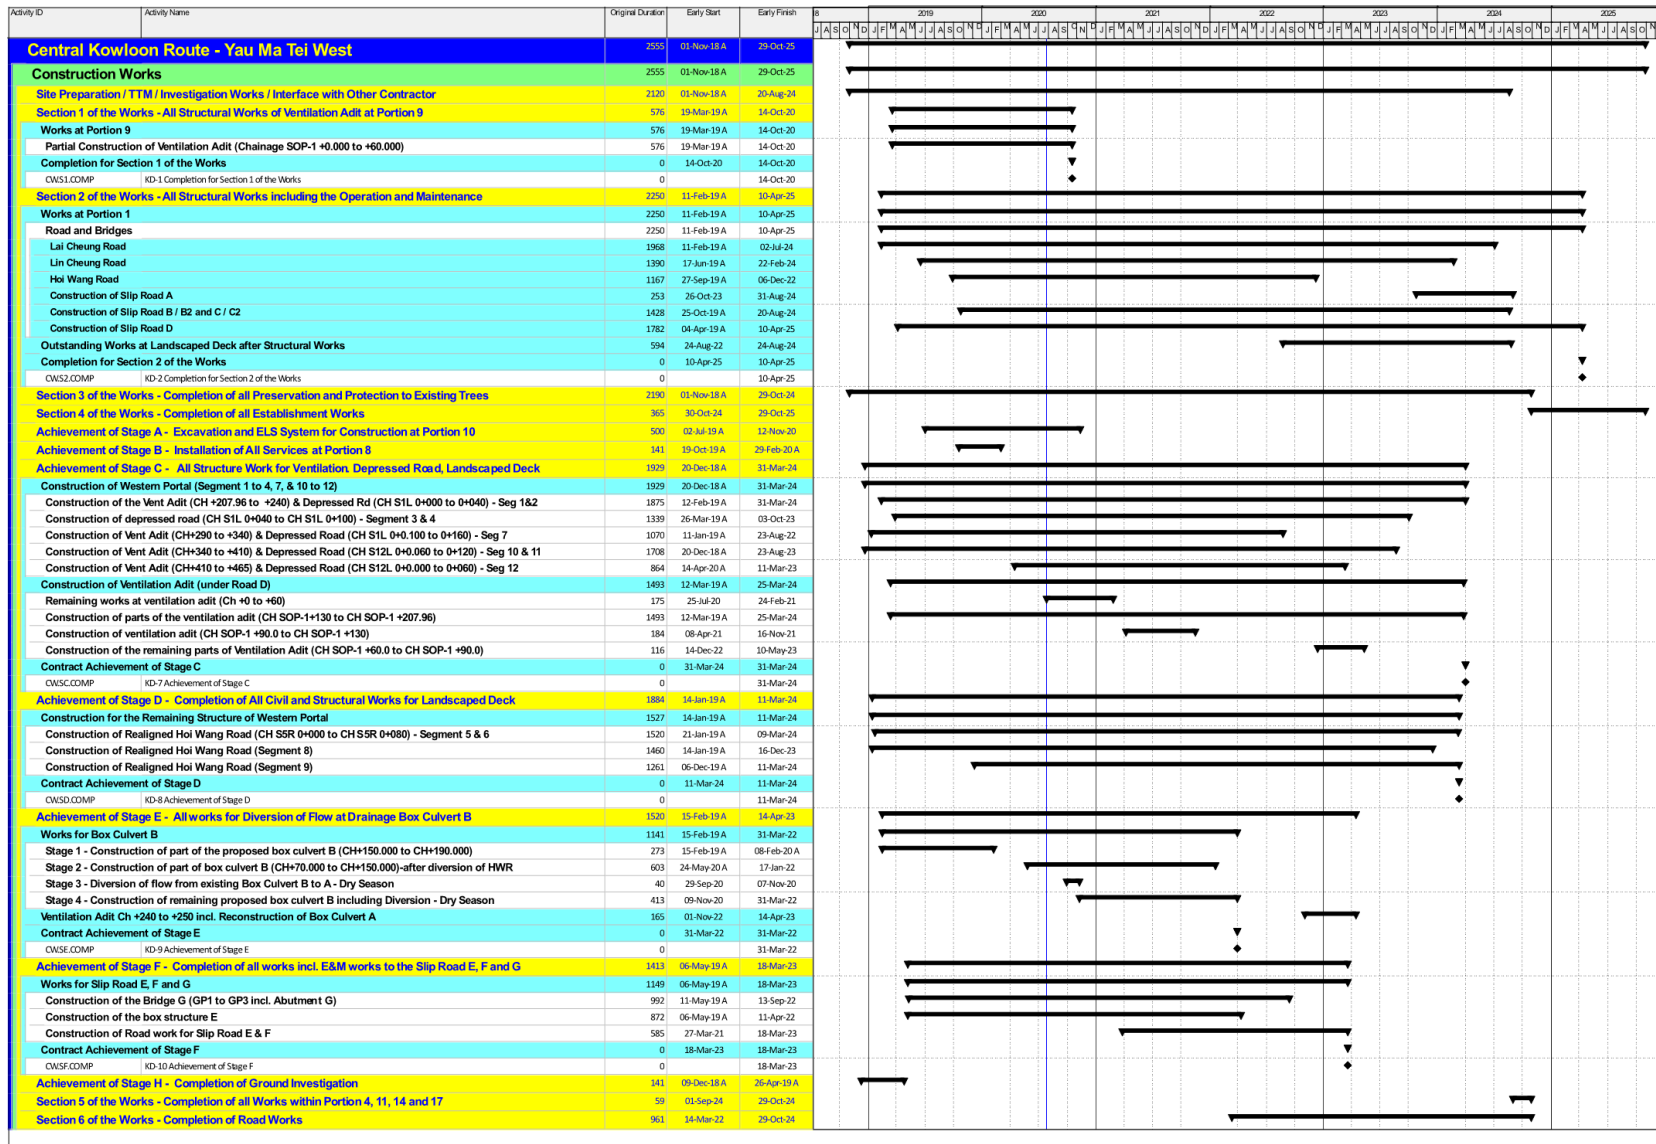 Activity ID Activity Name Original Duration Early Start Early Finish 8 2019 2020 2021 2022 2023 2024 2025
Central Kowloon Route - Yau Ma Tei West 2555 01-Nov-18 A 29-Oct-25
Construction Works 2555 01-Nov-18 A 29-Oct-25
Site Preparation / TTM / Investigation Works / Interface with Other Contractor 2120 01-Nov-18 A 20-Aug-24
Section 1 of the Works - All Structural Works of Ventilation Adit at Portion 9 576 19-Mar-19 A 14-Oct-20
Works at Portion 9 576 19-Mar-19 A 14-Oct-20
Partial Construction of Ventilation Adit (Chainage SOP-1 +0.000 to +60.000) 576 19-Mar-19 A 14-Oct-20
Completion for Section 1 of the Works 0 14-Oct-20 14-Oct-20
CW.S1.COMP KD-1 Completion for Section 1 of the Works 0 14-Oct-20
Section 2 of the Works - All Structural Works including the Operation and Maintenance 2250 11-Feb-19 A 10-Apr-25
Works at Portion 1 2250 11-Feb-19 A 10-Apr-25
Road and Bridges 2250 11-Feb-19 A 10-Apr-25
Lai Cheung Road 1968 11-Feb-19 A 02-Jul-24
Lin Cheung Road 1390 17-Jun-19 A 22-Feb-24
Hoi Wang Road 1167 27-Sep-19 A 06-Dec-22
Construction of Slip Road A 253 26-Oct-23 31-Aug-24
Construction of Slip Road B / B2 and C / C2 1428 25-Oct-19 A 20-Aug-24
Construction of Slip Road D 1782 04-Apr-19 A 10-Apr-25
Outstanding Works at Landscaped Deck after Structural Works 594 24-Aug-22 24-Aug-24
Completion for Section 2 of the Works 0 10-Apr-25 10-Apr-25
CW.S2.COMP KD-2 Completion for Section 2 of the Works 0 10-Apr-25
Section 3 of the Works - Completion of all Preservation and Protection to Existing Trees 2190 01-Nov-18 A 29-Oct-24
Section 4 of the Works - Completion of all Establishment Works 365 30-Oct-24 29-Oct-25
Achievement of Stage A - Excavation and ELS System for Construction at Portion 10 500 02-Jul-19 A 12-Nov-20
Achievement of Stage B - Installation of All Services at Portion 8 141 19-Oct-19 A 29-Feb-20 A
Achievement of Stage C - All Structure Work for Ventilation. Depressed Road, Landscaped Deck 1929 20-Dec-18 A 31-Mar-24
Construction of Western Portal (Segment 1 to 4, 7, & 10 to 12) 1929 20-Dec-18 A 31-Mar-24
Construction of the Vent Adit (CH +207.96 to +240) & Depressed Rd (CH S1L 0+000 to 0+040) - Seg 1&2 1875 12-Feb-19 A 31-Mar-24
Construction of depressed road (CH S1L 0+040 to CH S1L 0+100) - Segment 3 & 4 1339 26-Mar-19 A 03-Oct-23
Construction of Vent Adit (CH+290 to +340) & Depressed Road (CH S1L 0+0.100 to 0+160) - Seg 7 1070 11-Jan-19 A 23-Aug-22
Construction of Vent Adit (CH+340 to +410) & Depressed Road (CH S12L 0+0.060 to 0+120) - Seg 10 & 11 1708 20-Dec-18 A 23-Aug-23
Construction of Vent Adit (CH+410 to +465) & Depressed Road (CH S12L 0+0.000 to 0+060) - Seg 12 864 14-Apr-20 A 11-Mar-23
Construction of Ventilation Adit (under Road D) 1493 12-Mar-19 A 25-Mar-24
Remaining works at ventilation adit (Ch +0 to +60) 175 25-Jul-20 24-Feb-21
Construction of parts of the ventilation adit (CH SOP-1+130 to CH SOP-1 +207.96) 1493 12-Mar-19 A 25-Mar-24
Construction of ventilation adit (CH SOP-1 +90.0 to CH SOP-1 +130) 184 08-Apr-21 16-Nov-21
Construction of the remaining parts of Ventilation Adit (CH SOP-1 +60.0 to CH SOP-1 +90.0) 116 14-Dec-22 10-May-23
Contract Achievement of Stage C 0 31-Mar-24 31-Mar-24
CW.SC.COMP KD-7 Achievement of Stage C 0 31-Mar-24
Achievement of Stage D - Completion of All Civil and Structural Works for Landscaped Deck 1884 14-Jan-19 A 11-Mar-24
Construction for the Remaining Structure of Western Portal 1527 14-Jan-19 A 11-Mar-24
Construction of Realigned Hoi Wang Road (CH S5R 0+000 to CH S5R 0+080) - Segment 5 & 6 1520 21-Jan-19 A 09-Mar-24
Construction of Realigned Hoi Wang Road (Segment 8) 1460 14-Jan-19 A 16-Dec-23
Construction of Realigned Hoi Wang Road (Segment 9) 1261 06-Dec-19 A 11-Mar-24
Contract Achievement of Stage D 0 11-Mar-24 11-Mar-24
CW.SD.COMP KD-8 Achievement of Stage D 0 11-Mar-24
Achievement of Stage E - All works for Diversion of Flow at Drainage Box Culvert B 1520 15-Feb-19 A 14-Apr-23
Works for Box Culvert B 1141 15-Feb-19 A 31-Mar-22
Stage 1 - Construction of part of the proposed box culvert B (CH+150.000 to CH+190.000) 273 15-Feb-19 A 08-Feb-20 A
Stage 2 - Construction of part of box culvert B (CH+70.000 to CH+150.000)-after diversion of HWR 603 24-May-20 A 17-Jan-22
Stage 3 - Diversion of flow from existing Box Culvert B to A - Dry Season 40 29-Sep-20 07-Nov-20
Stage 4 - Construction of remaining proposed box culvert B including Diversion - Dry Season 413 09-Nov-20 31-Mar-22
Ventilation Adit Ch +240 to +250 incl. Reconstruction of Box Culvert A 165 01-Nov-22 14-Apr-23
Contract Achievement of Stage E 0 31-Mar-22 31-Mar-22
CW.SE.COMP KD-9 Achievement of Stage E 0 31-Mar-22
Achievement of Stage F - Completion of all works incl. E&M works to the Slip Road E, F and G 1413 06-May-19 A 18-Mar-23
Works for Slip Road E, F and G 1149 06-May-19 A 18-Mar-23
Construction of the Bridge G (GP1 to GP3 incl. Abutment G) 992 11-May-19 A 13-Sep-22
Construction of the box structure E 872 06-May-19 A 11-Apr-22
Construction of Road work for Slip Road E & F 585 27-Mar-21 18-Mar-23
Contract Achievement of Stage F 0 18-Mar-23 18-Mar-23
CW.SF.COMP KD-10 Achievement of Stage F 0 18-Mar-23
Achievement of Stage H - Completion of Ground Investigation 141 09-Dec-18 A 26-Apr-19 A
Section 5 of the Works - Completion of all Works within Portion 4, 11, 14 and 17 59 01-Sep-24 29-Oct-24
Section 6 of the Works - Completion of Road Works 961 14-Mar-22 29-Oct-24